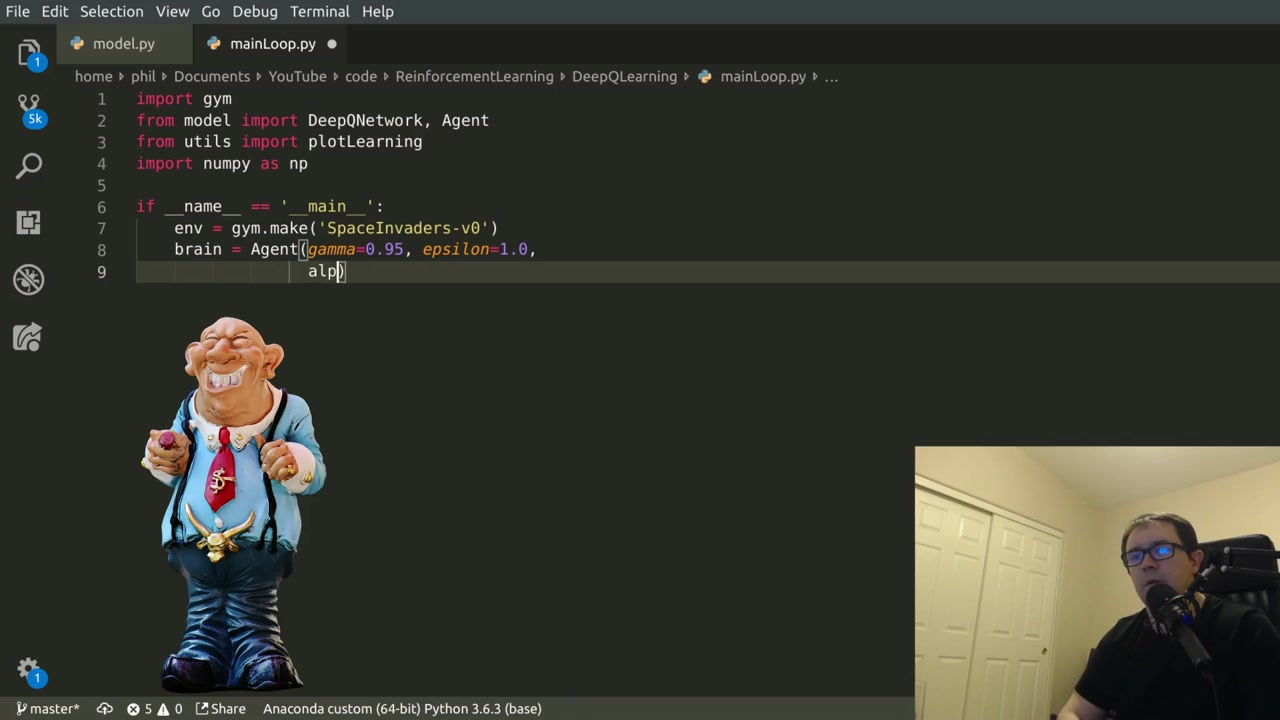 File Edit Selection View Go Debug Terminal Help
model.py mainLoop.py
home phil Documents YouTube code ReinforcementLearning DeepQLearning mainLoop.py ...
1 import gym
2 from model import DeepQNetwork, Agent
3 from utils import plotLearning
4 import numpy as np
5
6 if __name__ == '__main__':
7 env = gym.make('SpaceInvaders-v0')
8 brain = Agent(gamma=0.95, epsilon=1.0,
9 alp)
1
5k
1
master* 5 0 Share Anaconda custom (64-bit) Python 3.6.3 (base)